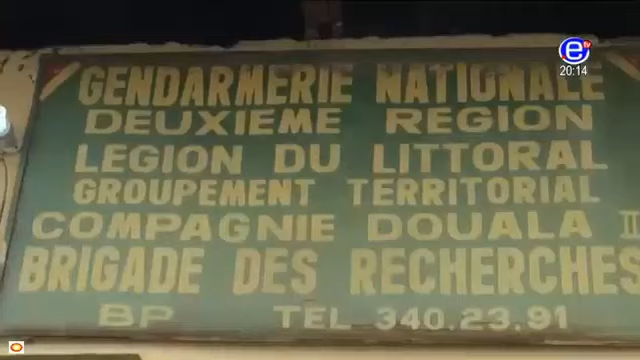 e
20:14
GENDARMERIE NATIONALE
DEUXIEME REGION
LEGION DU LITTORAL
GROUPEMENT TERRITORIAL
COMPAGNIE DOUALA II
BRIGADE DES RECHERCHES
BP TEL 340.23.91